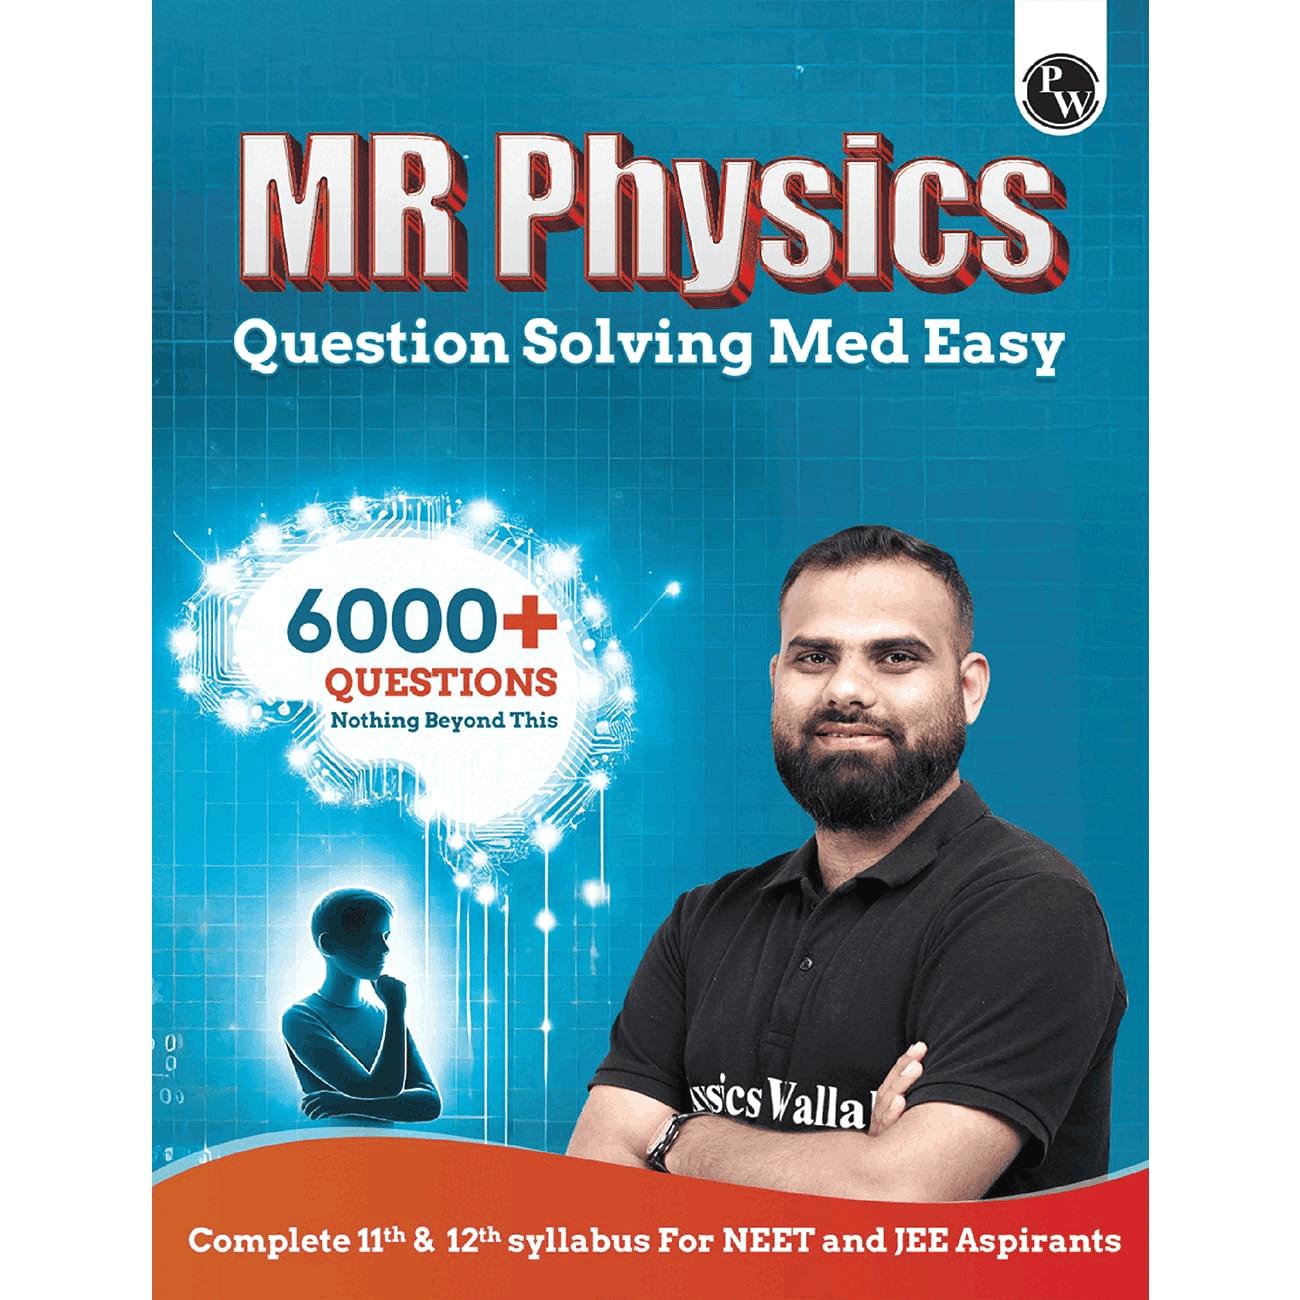 PW
MR Physics
Question Solving Med Easy
6000+
QUESTIONS
Nothing Beyond This
ysics Walla
Complete 11th & 12th syllabus For NEET and JEE Aspirants